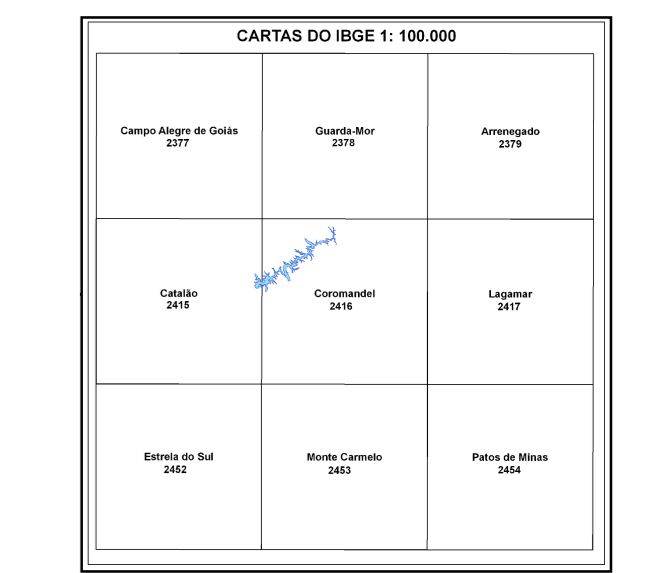 CARTAS DO IBGE 1: 100.000
Campo Alegre de Goiás
2377
Guarda-Mor
2378
Arrenegado
2379
Catalão
2415
Coromandel
2416
Lagamar
2417
Estrela do Sul
2452
Monte Carmelo
2453
Patos de Minas
2454